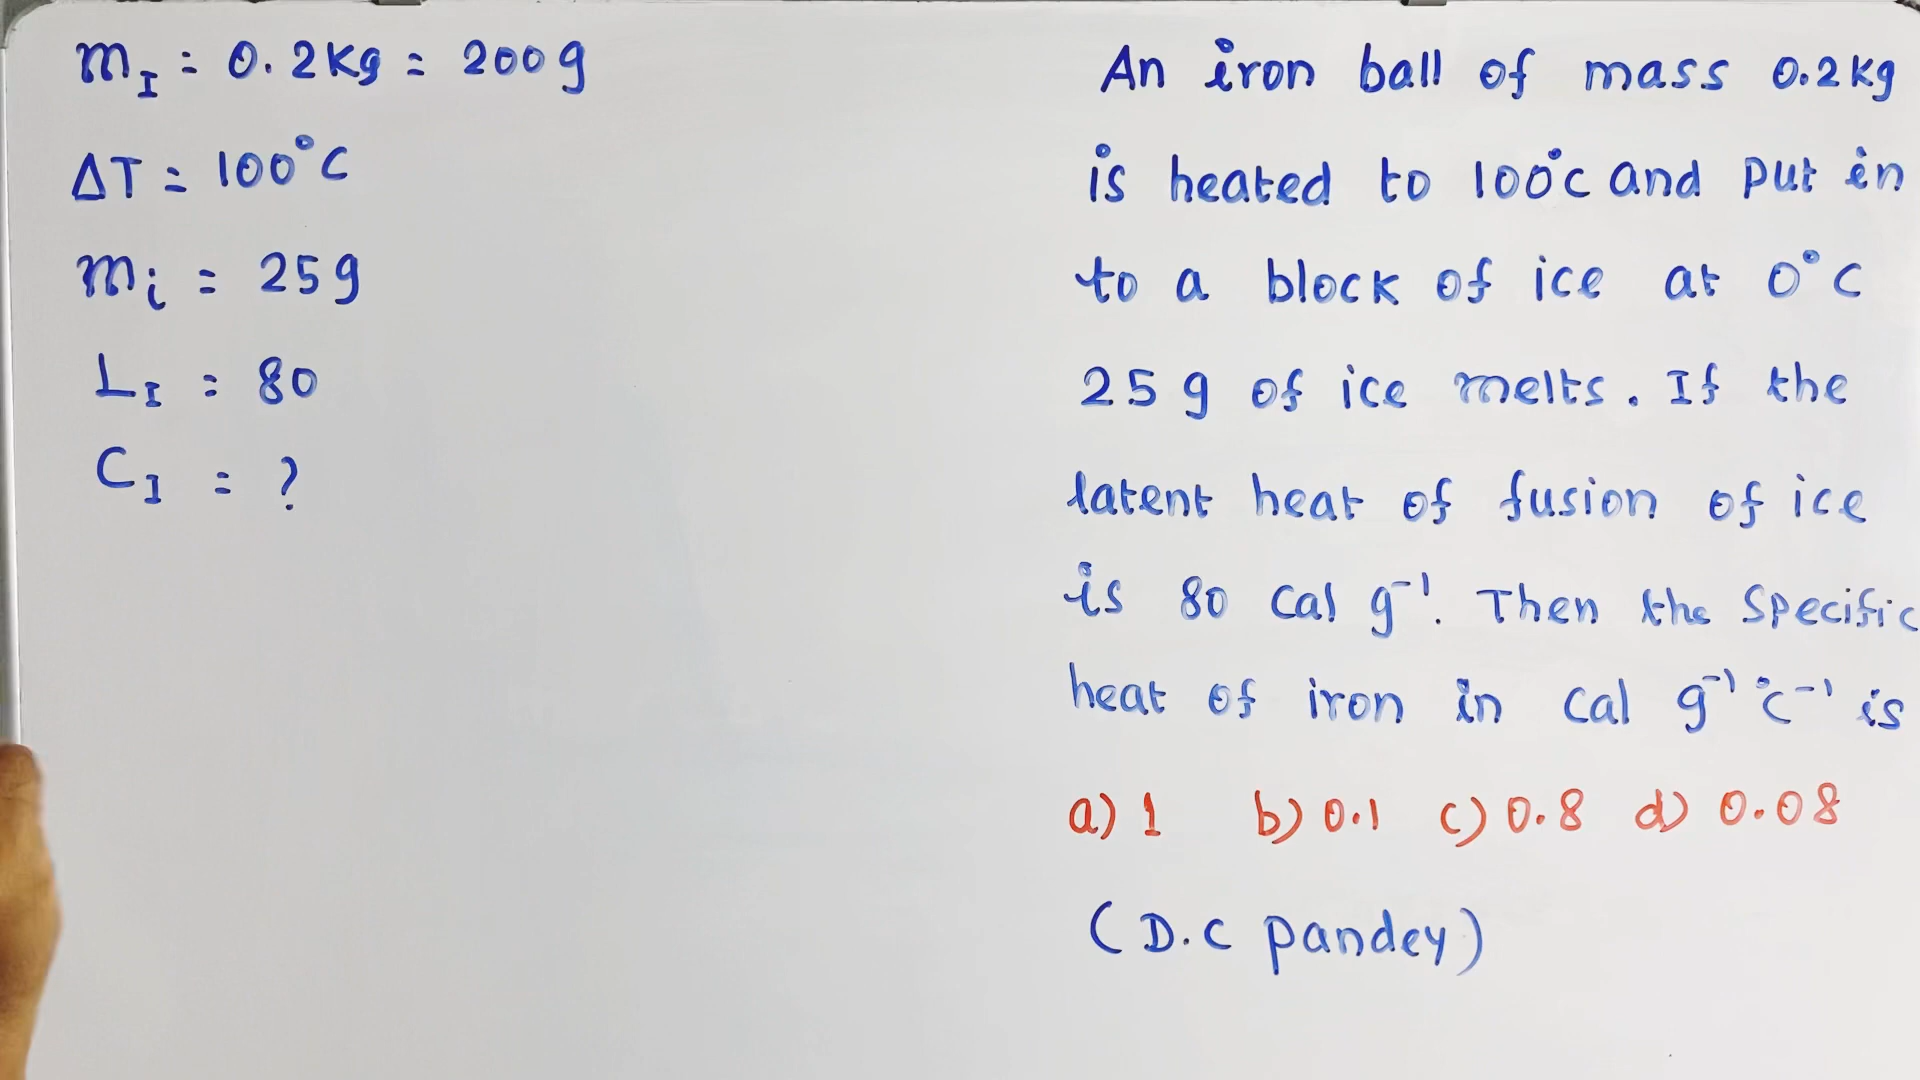 m_I = 0.2Kg = 200g
ΔT = 100°C
m_i = 25g
L_I = 80
C_I = ?
An iron ball of mass 0.2kg
is heated to 100°c and put in
to a block of ice at 0°C
25 g of ice melts. If the
latent heat of fusion of ice
is 80 Cal g⁻¹. Then the Specific
heat of iron in Cal g⁻¹ °c⁻¹ is
a) 1 b) 0.1 c) 0.8 d) 0.08
(D.C pandey)